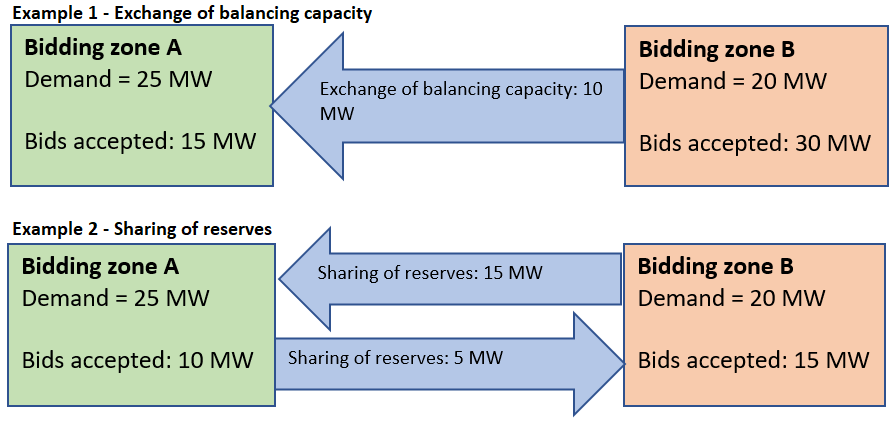 Example 1 - Exchange of balancing capacity
Bidding zone A
Demand = 25 MW
Bids accepted: 15 MW
Exchange of balancing capacity: 10
MW
Bidding zone B
Demand = 20 MW
Bids accepted: 30 MW
Example 2 - Sharing of reserves
Bidding zone A
Demand = 25 MW
Bids accepted: 10 MW
Sharing of reserves: 15 MW
Sharing of reserves: 5 MW
Bidding zone B
Demand = 20 MW
Bids accepted: 15 MW